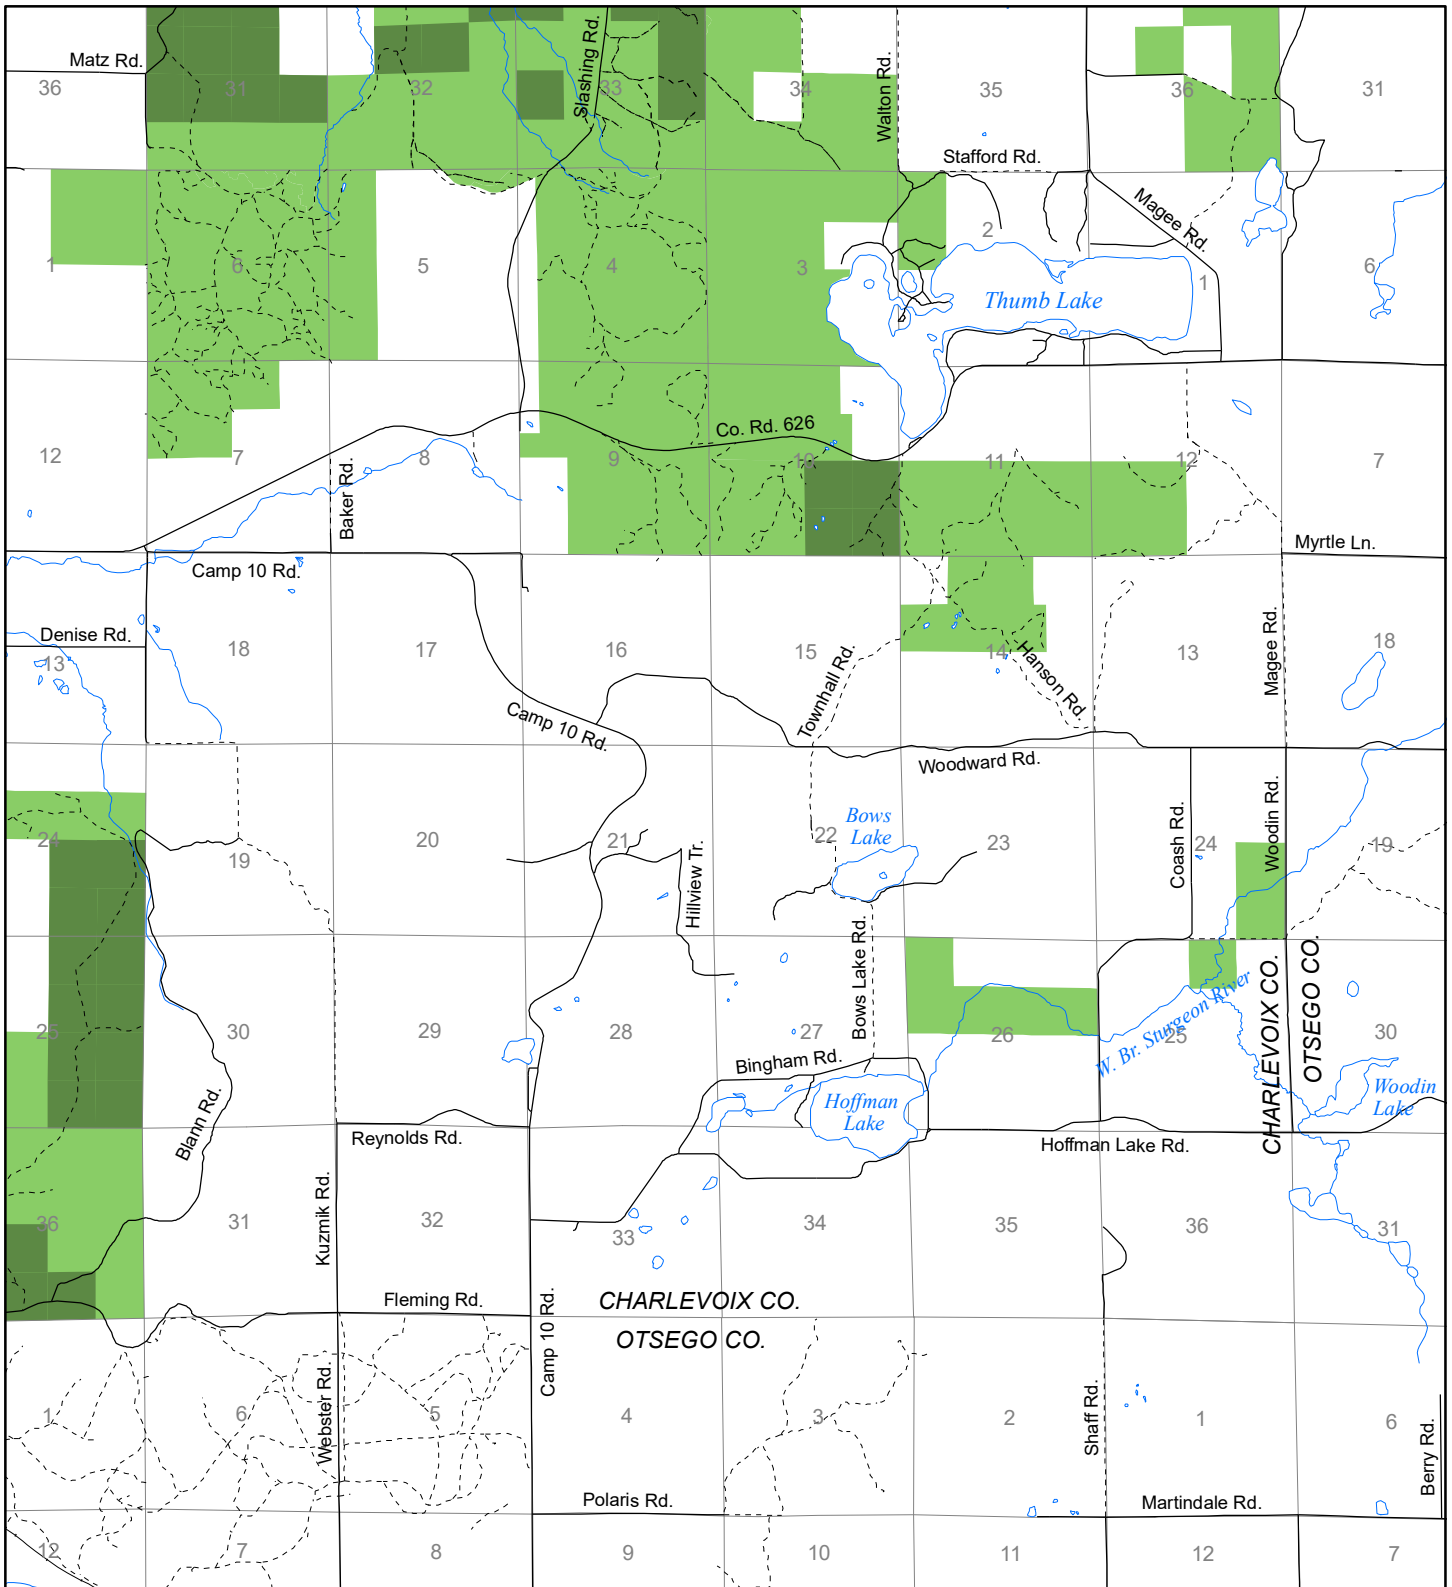 Matz Rd.
36
31
32
33
34
35
36
31
Slashing Rd.
Walton Rd.
Stafford Rd.
Magee Rd.
1
6
5
4
3
2
1
6
Thumb Lake
Co. Rd. 626
12
7
8
9
10
11
12
7
Baker Rd.
Camp 10 Rd.
Myrtle Ln.
Denise Rd.
13
18
17
16
15
14
13
18
Townhall Rd.
Hanson Rd.
Magee Rd.
Camp 10 Rd.
Woodward Rd.
24
19
20
21
22
23
24
19
Bows
Lake
Hillview Tr.
Coash Rd.
Woodin Rd.
Bows Lake Rd.
25
30
29
28
27
26
25
30
W. Br. Sturgeon River
CHARLEVOIX CO.
OTSEGO CO.
Bingham Rd.
Hoffman
Lake
Woodin
Lake
Blann Rd.
Reynolds Rd.
Hoffman Lake Rd.
36
31
32
33
34
35
36
31
Kuzmik Rd.
Fleming Rd.
CHARLEVOIX CO.
OTSEGO CO.
Camp 10 Rd.
Webster Rd.
Shaff Rd.
Berry Rd.
1
6
5
4
3
2
1
6
Polaris Rd.
Martindale Rd.
12
7
8
9
10
11
12
7